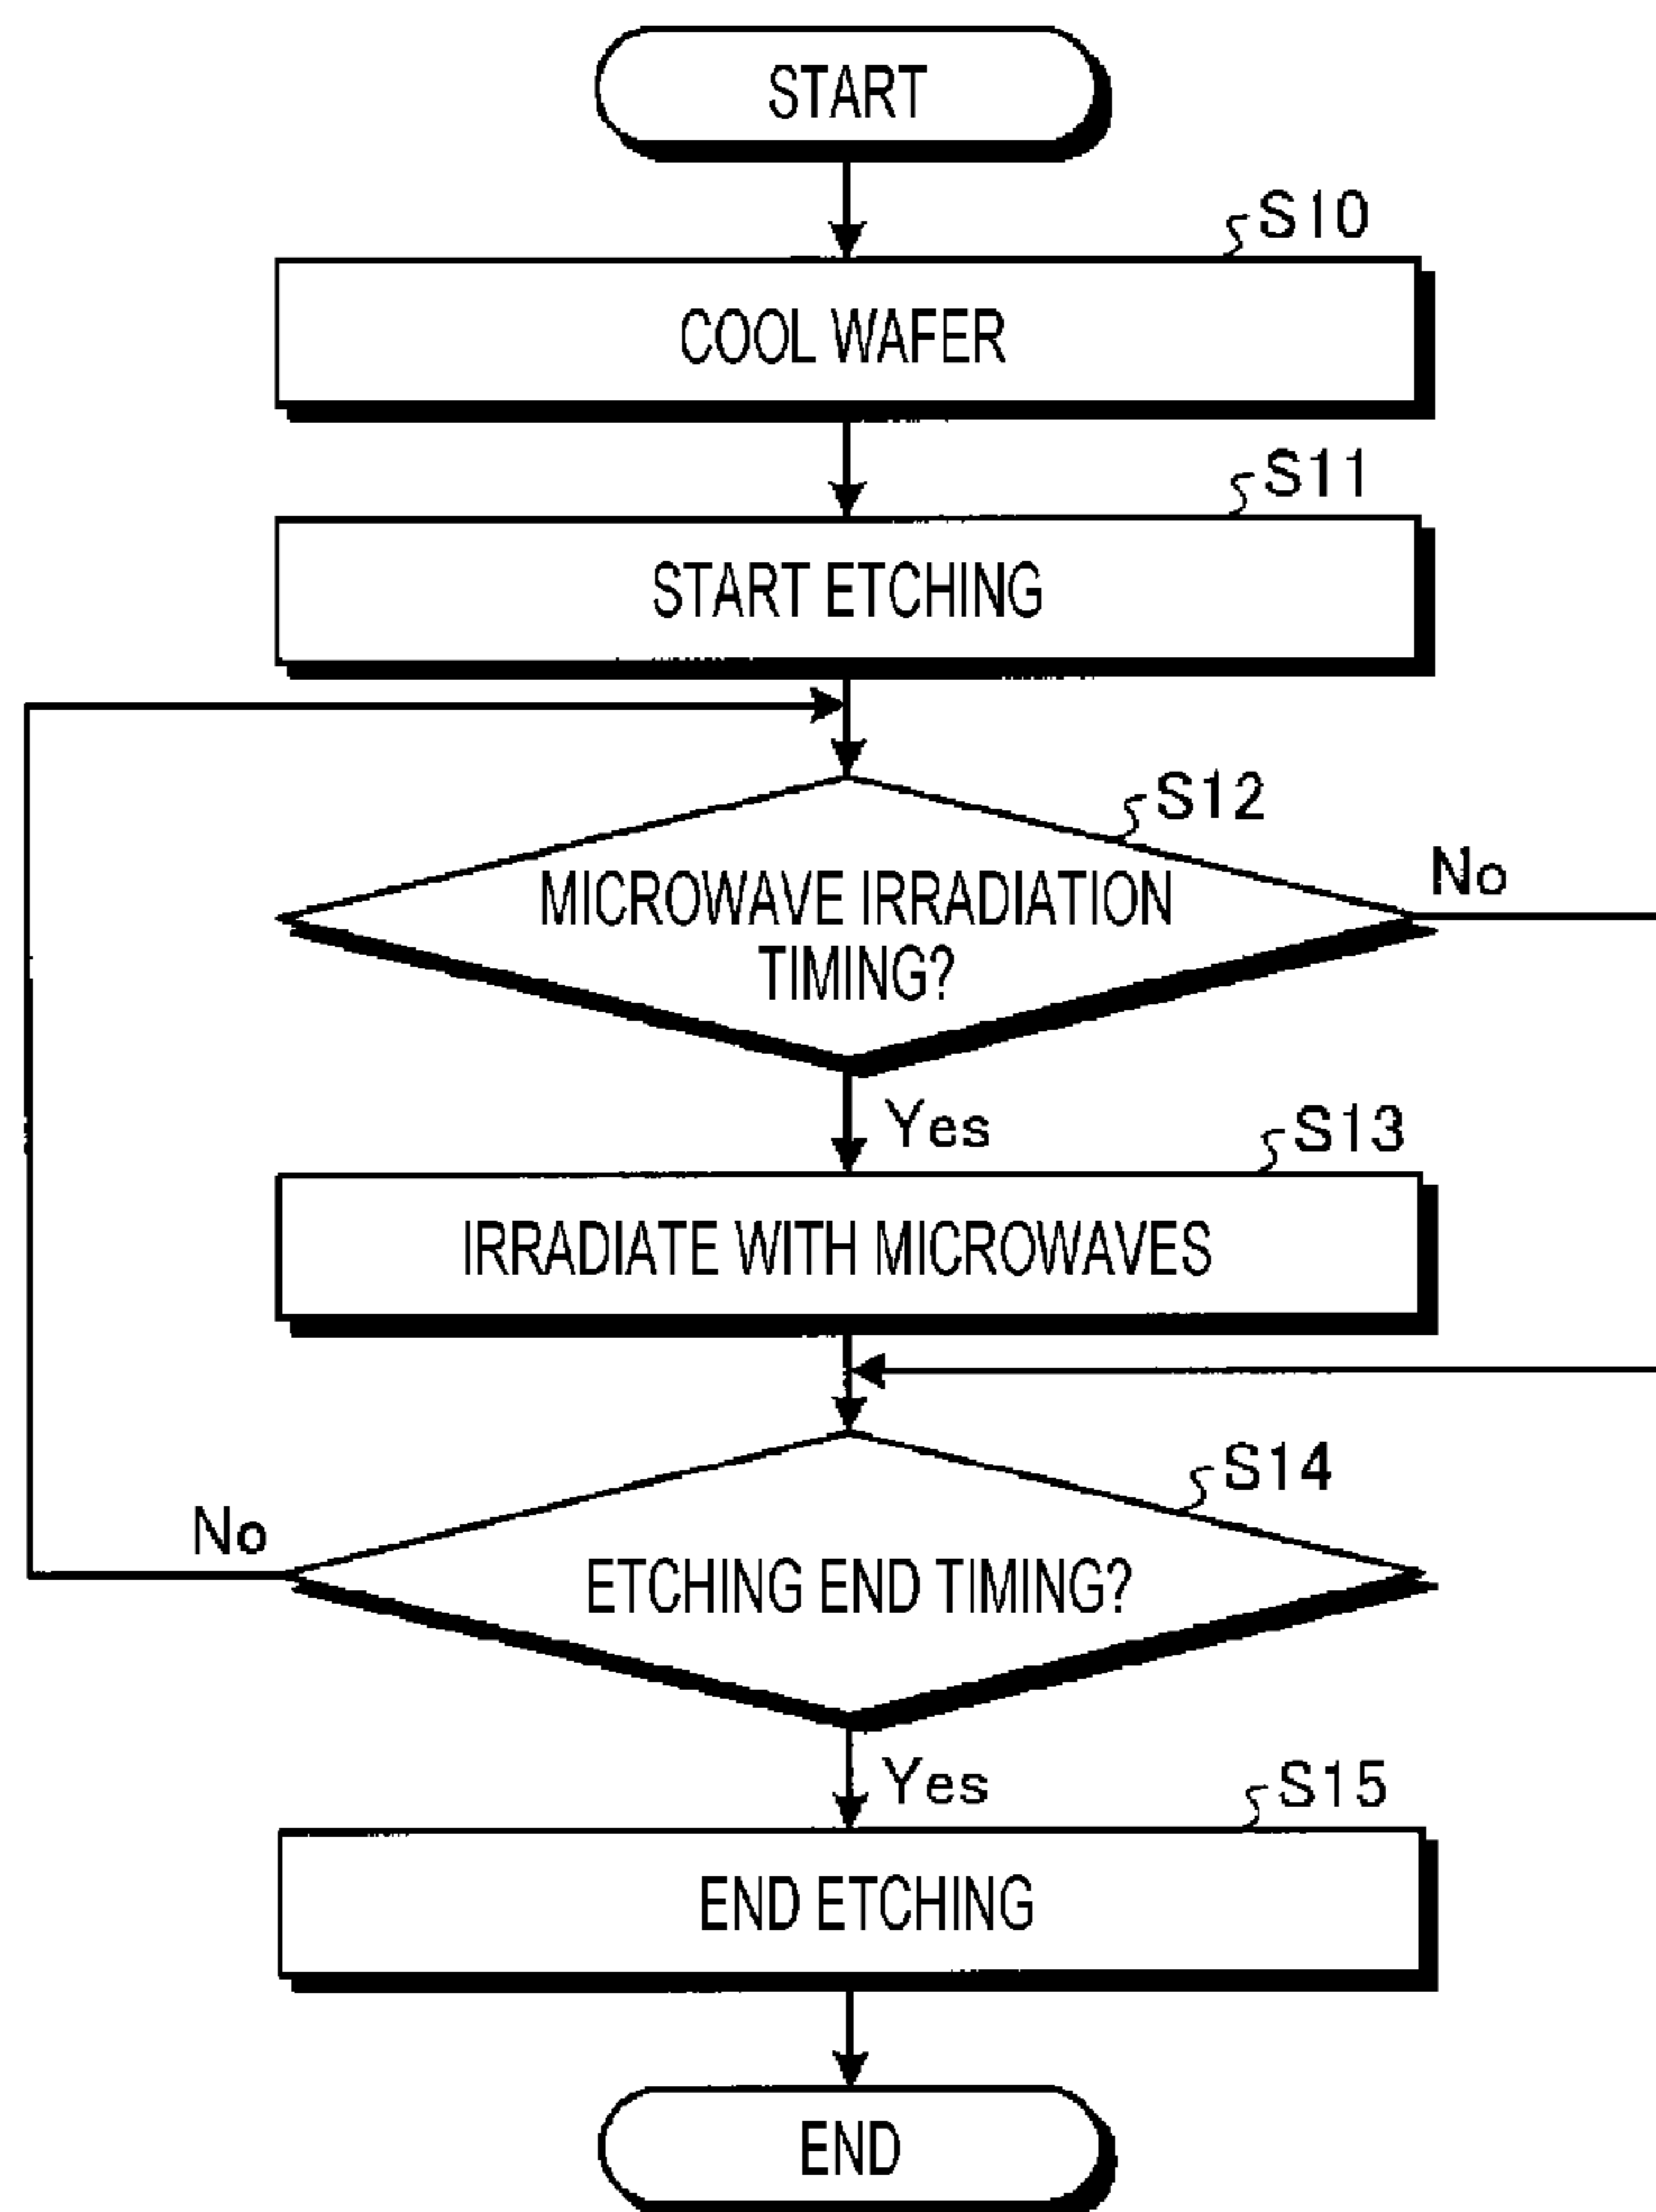 START
S10
COOL WAFER
S11
START ETCHING
S12
No
MICROWAVE IRRADIATION
TIMING?
Yes
S13
IRRADIATE WITH MICROWAVES
S14
No
ETCHING END TIMING?
Yes
S15
END ETCHING
END